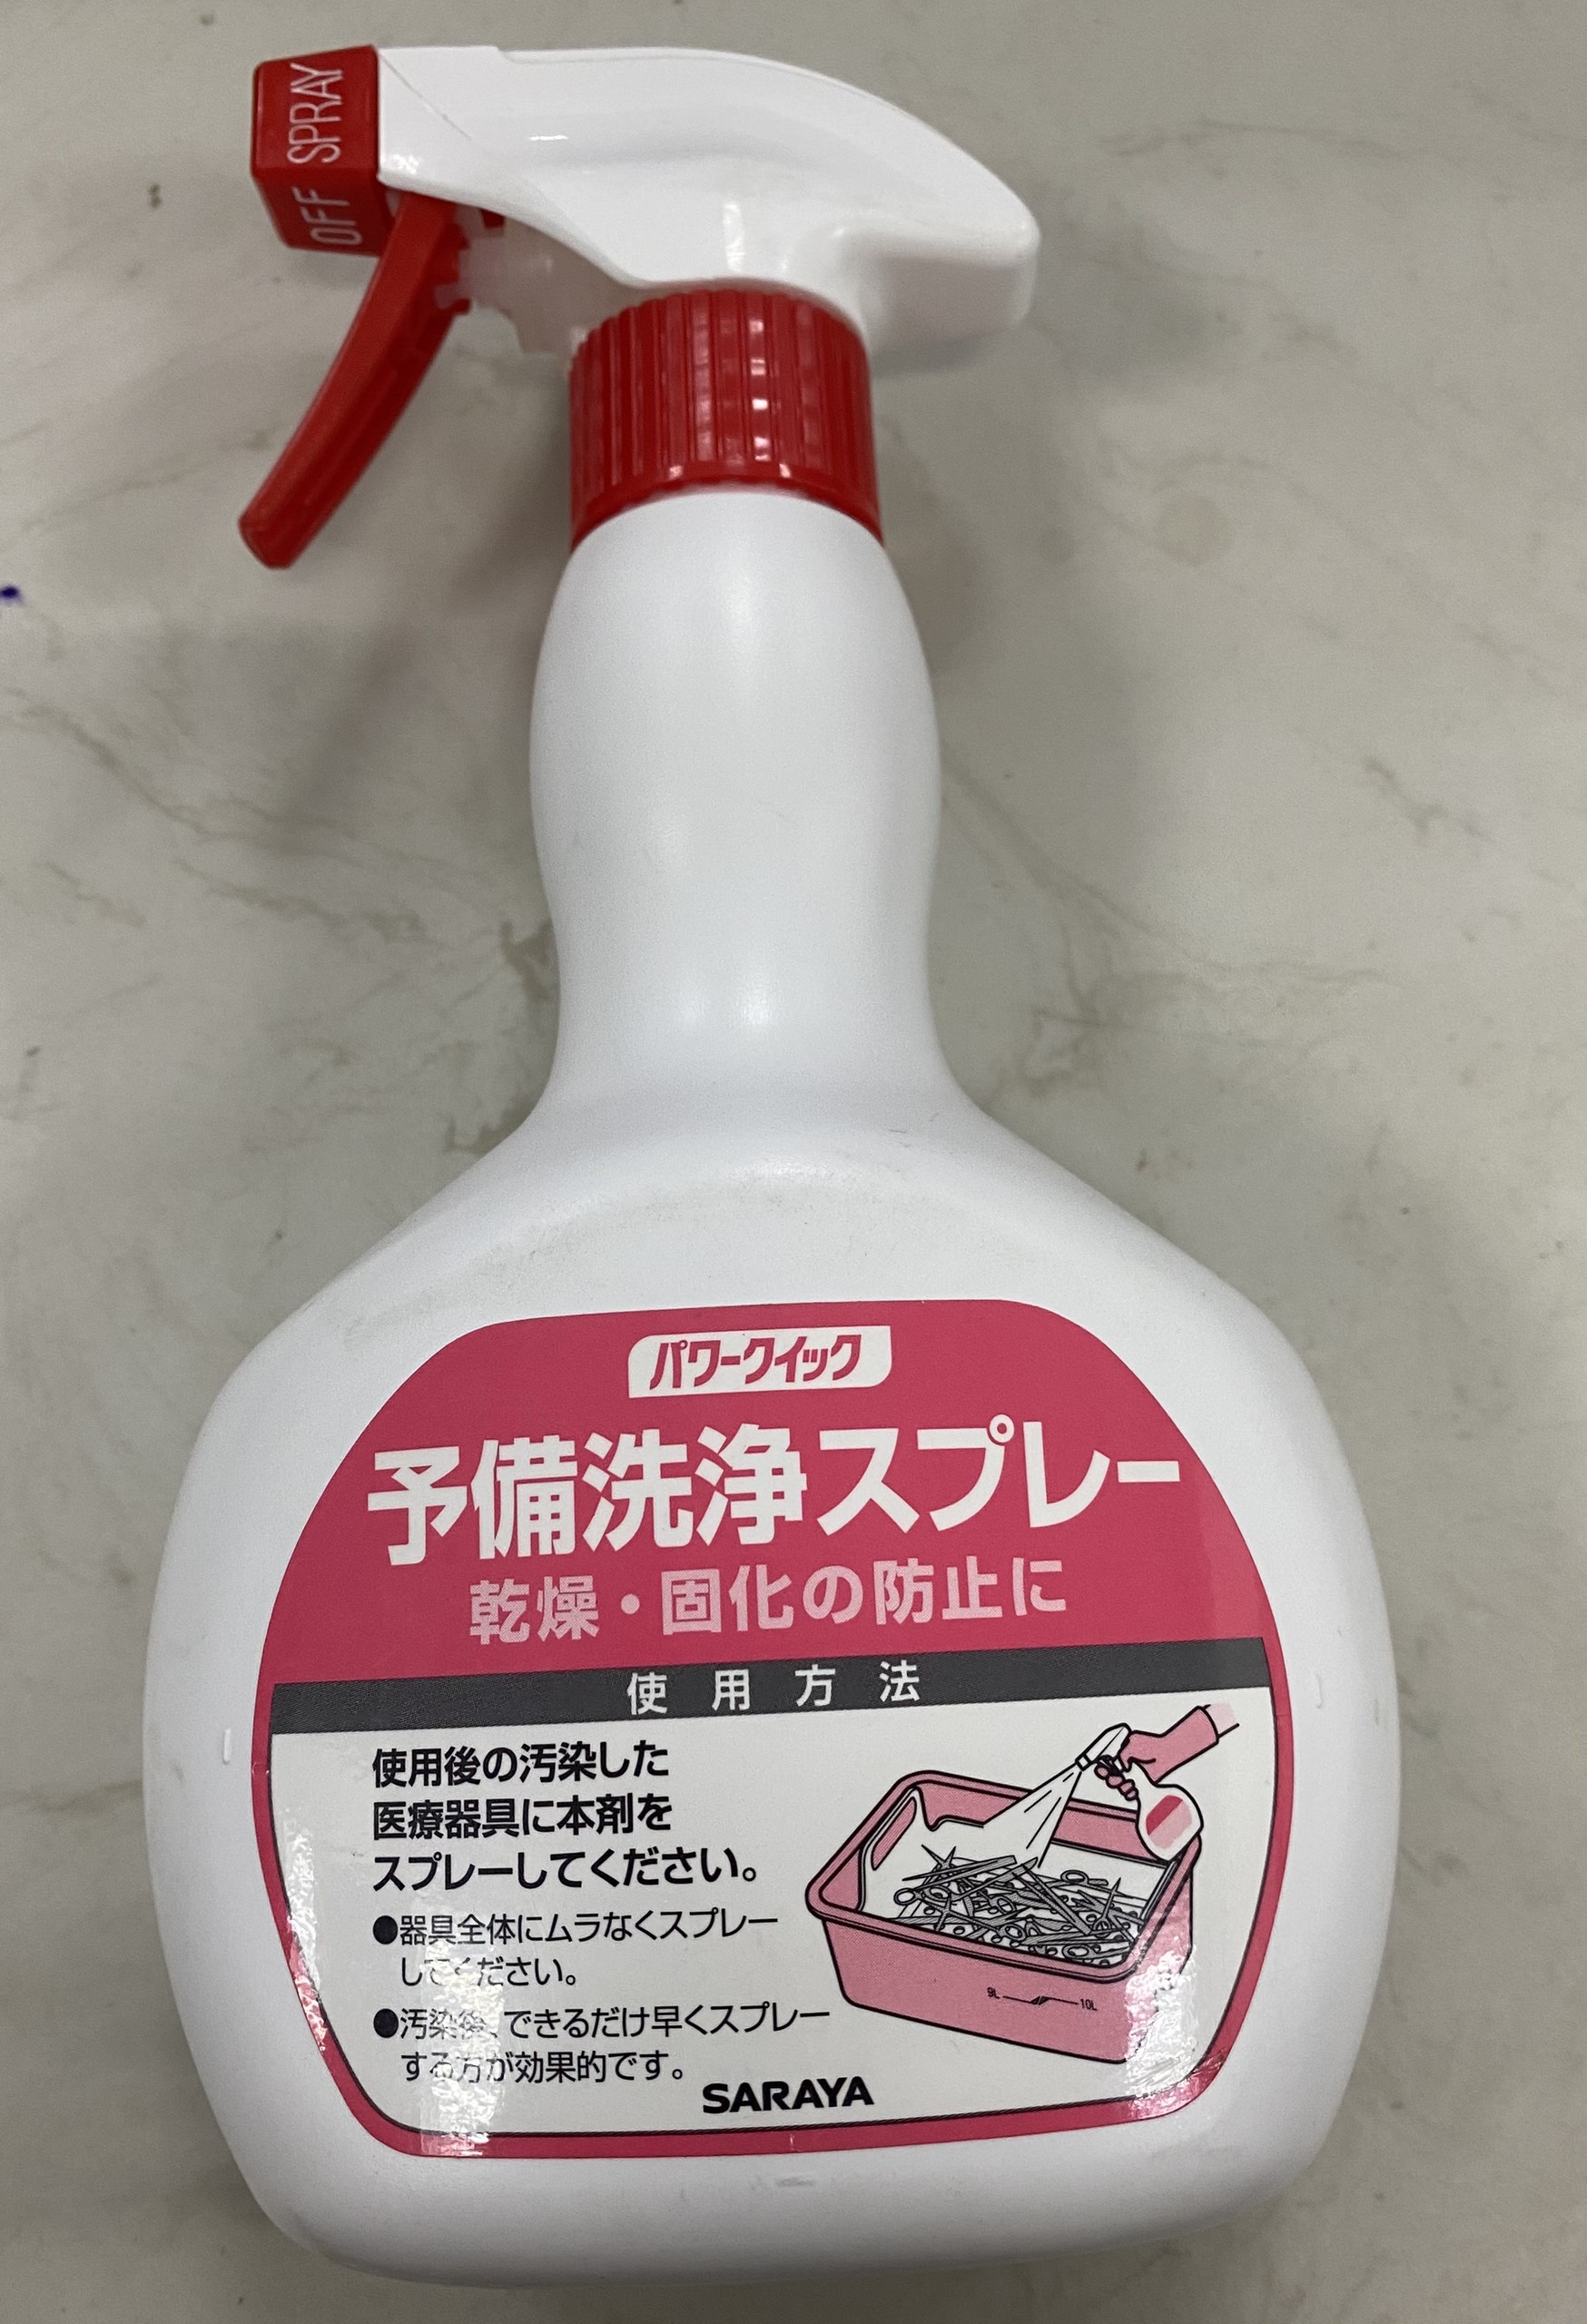 SPRAY
OFF
パワークイック
予備洗浄スプレー
乾燥・固化の防止に
使用方法
使用後の汚染した
医療器具に本剤を
スプレーしてください。
●器具全体にムラなくスプレー
してください。
●汚染後、できるだけ早くスプレー
する方が効果的です。
9L
10L
SARAYA